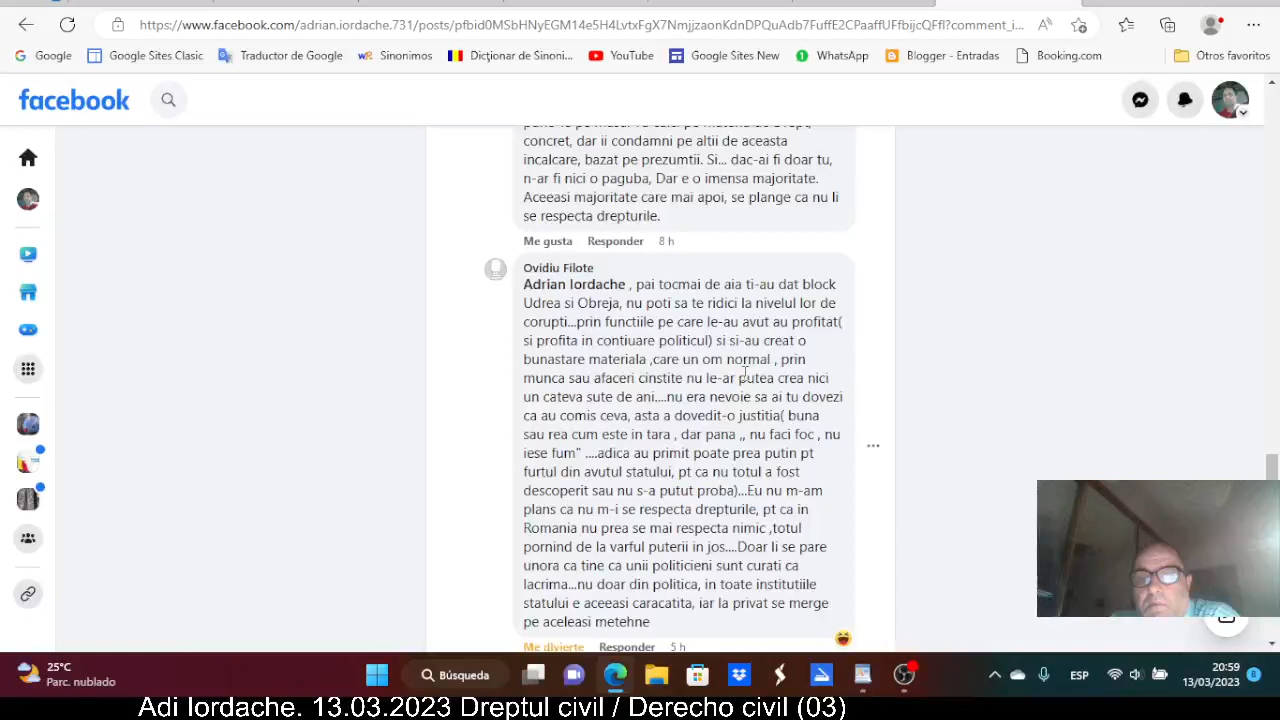 https://www.facebook.com/adrian.iordache.731/posts/pfbid0MSbHNyEGM14e5H4LvtxFgX7NmjjzaonKdnDPQuAdb7FuffE2CPaaffUFfbijcQFfl?comment_i...
Google
Google Sites Clasic
Traductor de Google
Sinonimos
Dicționar de Sinoni...
YouTube
Google Sites New
WhatsApp
Blogger - Entradas
Booking.com
Otros favoritos
facebook
concret, dar ii condamni pe altii de aceasta
incalcare, bazat pe prezumtii. Si... dac-ai fi doar tu,
n-ar fi nici o paguba, Dar e o imensa majoritate.
Aceeasi majoritate care mai apoi, se plange ca nu li
se respecta drepturile.
Me gusta Responder 8 h
Ovidiu Filote
Adrian Iordache , pai tocmai de aia ti-au dat block
Udrea si Obreja, nu poti sa te ridici la nivelul lor de
corupti...prin functiile pe care le-au avut au profitat(
si profita in contiuare politicul) si si-au creat o
bunastare materiala ,care un om normal , prin
munca sau afaceri cinstite nu le-ar putea crea nici
un cateva sute de ani....nu era nevoie sa ai tu dovezi
ca au comis ceva, asta a dovedit-o justitia( buna
sau rea cum este in tara , dar pana ,, nu faci foc , nu
iese fum" ....adica au primit poate prea putin pt
furtul din avutul statului, pt ca nu totul a fost
descoperit sau nu s-a putut proba)...Eu nu m-am
plans ca nu m-i se respecta drepturile, pt ca in
Romania nu prea se mai respecta nimic ,totul
pornind de la varful puterii in jos....Doar li se pare
unora ca tine ca unii politicieni sunt curati ca
lacrima...nu doar din politica, in toate institutiile
statului e aceeasi caracatita, iar la privat se merge
pe aceleasi metehne
Me divierte Responder 5 h
25°C
Parc. nublado
Búsqueda
ESP
20:59
13/03/2023
Adi Iordache. 13.03.2023 Dreptul civil / Derecho civil (03)